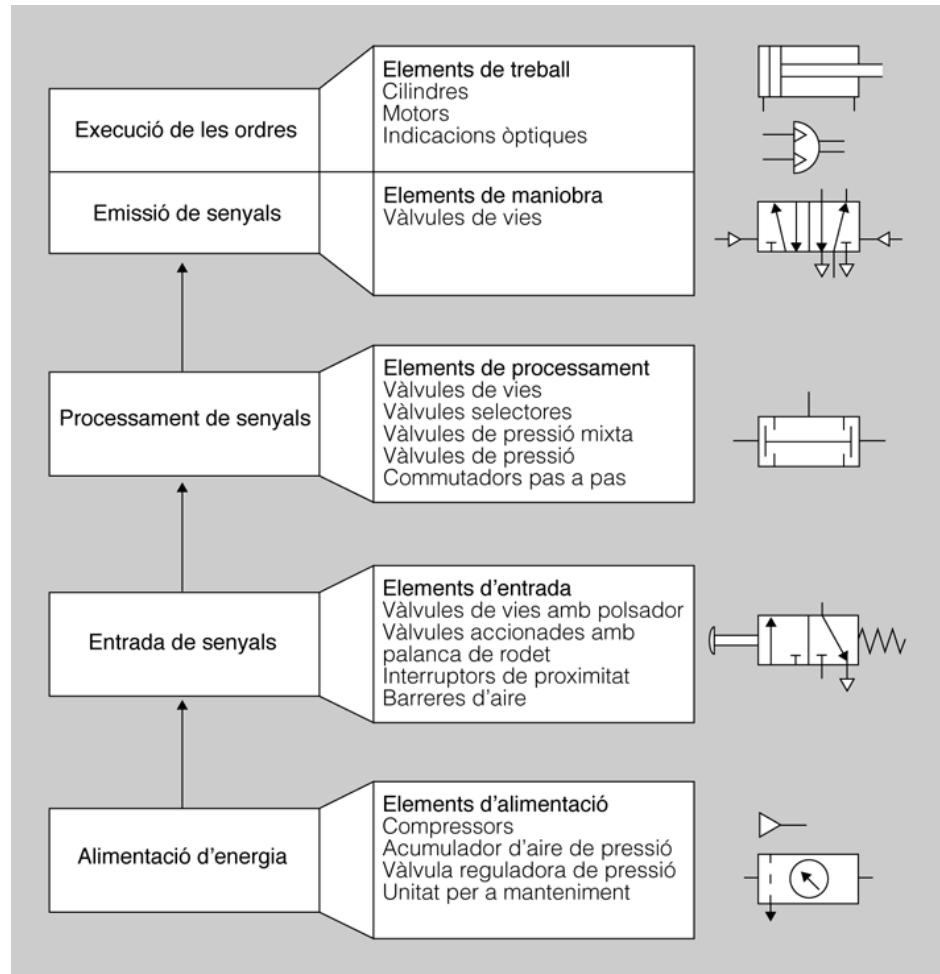 Execució de les ordres
Elements de treball
Cilindres
Motors
Indicacions òptiques
Emissió de senyals
Elements de maniobra
Vàlvules de vies
Processament de senyals
Elements de processament
Vàlvules de vies
Vàlvules selectores
Vàlvules de pressió mixta
Vàlvules de pressió
Commutadors pas a pas
Entrada de senyals
Elements d'entrada
Vàlvules de vies amb polsador
Vàlvules accionades amb
palanca de rodet
Interruptors de proximitat
Barreres d'aire
Alimentació d'energia
Elements d'alimentació
Compressors
Acumulador d'aire de pressió
Vàlvula reguladora de pressió
Unitat per a manteniment